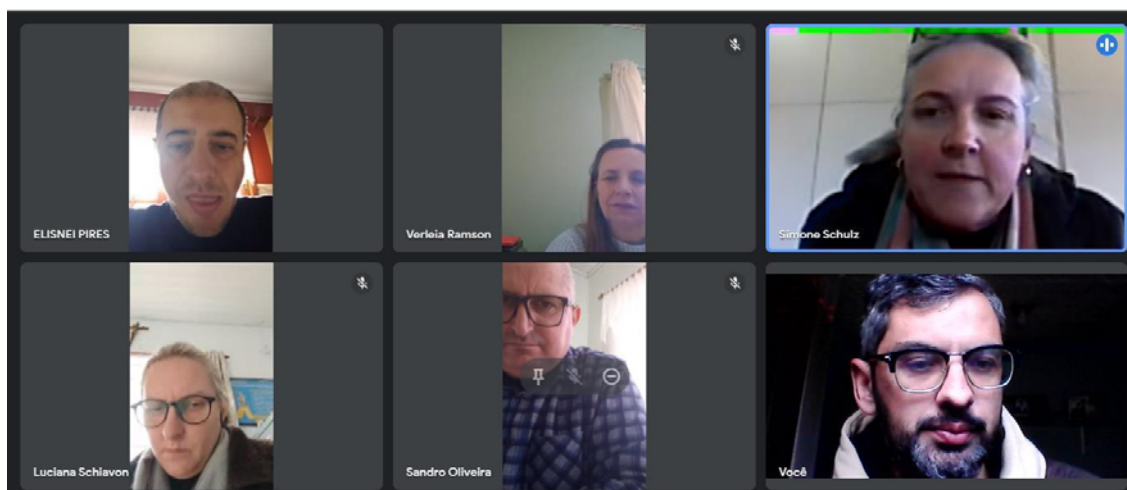 ELISNEI PIRES
Verleia Ramson
Simone Schulz
Luciana Schiavon
Sandro Oliveira
Você